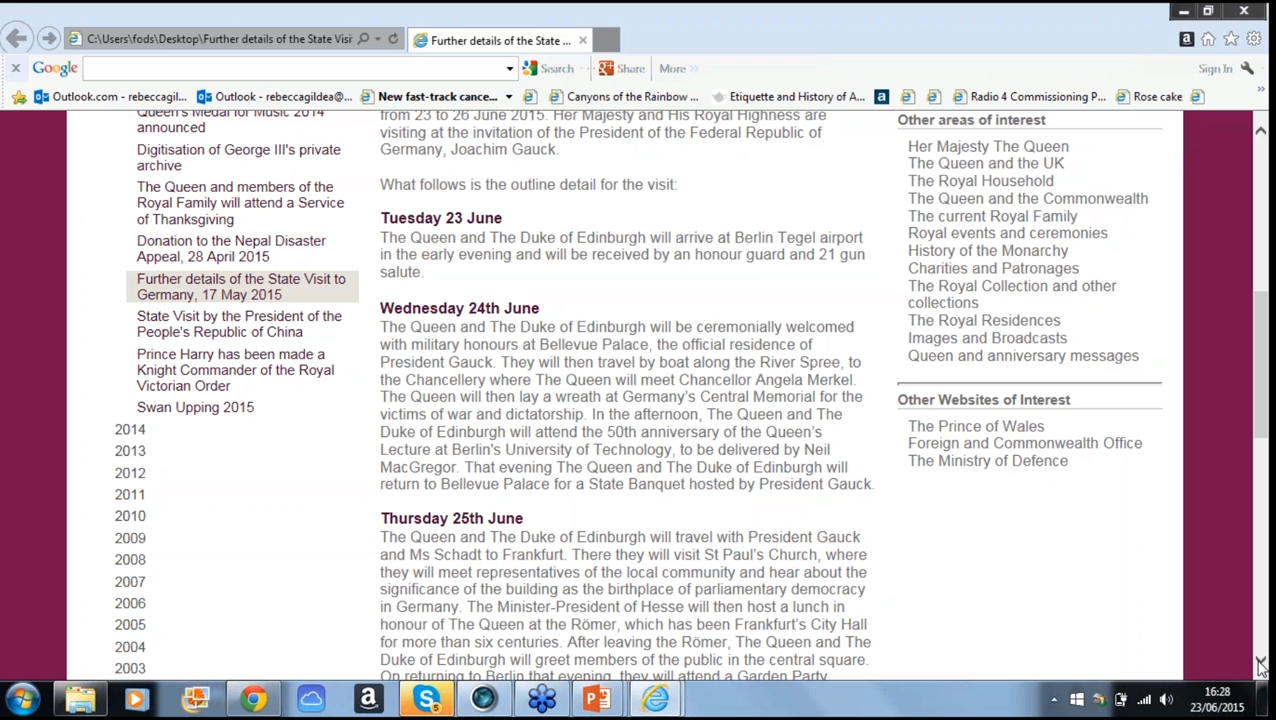 C:\Users\fods\Desktop\Further details of the State Visi
Further details of the State ...
Google
Search
Share
More »
Sign In
Outlook.com - rebeccagil...
Outlook - rebeccagildea@...
New fast-track cance...
Canyons of the Rainbow ...
Etiquette and History of A...
Radio 4 Commissioning P...
Rose cake
Queen's Medal for Music 2014
announced
Digitisation of George III's private
archive
The Queen and members of the
Royal Family will attend a Service
of Thanksgiving
Donation to the Nepal Disaster
Appeal, 28 April 2015
Further details of the State Visit to
Germany, 17 May 2015
State Visit by the President of the
People's Republic of China
Prince Harry has been made a
Knight Commander of the Royal
Victorian Order
Swan Upping 2015
2014
2013
2012
2011
2010
2009
2008
2007
2006
2005
2004
2003
from 23 to 26 June 2015. Her Majesty and His Royal Highness are
visiting at the invitation of the President of the Federal Republic of
Germany, Joachim Gauck.
What follows is the outline detail for the visit:
Tuesday 23 June
The Queen and The Duke of Edinburgh will arrive at Berlin Tegel airport
in the early evening and will be received by an honour guard and 21 gun
salute.
Wednesday 24th June
The Queen and The Duke of Edinburgh will be ceremonially welcomed
with military honours at Bellevue Palace, the official residence of
President Gauck. They will then travel by boat along the River Spree, to
the Chancellery where The Queen will meet Chancellor Angela Merkel.
The Queen will then lay a wreath at Germany's Central Memorial for the
victims of war and dictatorship. In the afternoon, The Queen and The
Duke of Edinburgh will attend the 50th anniversary of the Queen's
Lecture at Berlin's University of Technology, to be delivered by Neil
MacGregor. That evening The Queen and The Duke of Edinburgh will
return to Bellevue Palace for a State Banquet hosted by President Gauck.
Thursday 25th June
The Queen and The Duke of Edinburgh will travel with President Gauck
and Ms Schadt to Frankfurt. There they will visit St Paul's Church, where
they will meet representatives of the local community and hear about the
significance of the building as the birthplace of parliamentary democracy
in Germany. The Minister-President of Hesse will then host a lunch in
honour of The Queen at the Römer, which has been Frankfurt's City Hall
for more than six centuries. After leaving the Römer, The Queen and The
Duke of Edinburgh will greet members of the public in the central square.
On returning to Berlin that evening, they will attend a Garden Party
Other areas of interest
Her Majesty The Queen
The Queen and the UK
The Royal Household
The Queen and the Commonwealth
The current Royal Family
Royal events and ceremonies
History of the Monarchy
Charities and Patronages
The Royal Collection and other
collections
The Royal Residences
Images and Broadcasts
Queen and anniversary messages
Other Websites of Interest
The Prince of Wales
Foreign and Commonwealth Office
The Ministry of Defence
16:28
23/06/2015